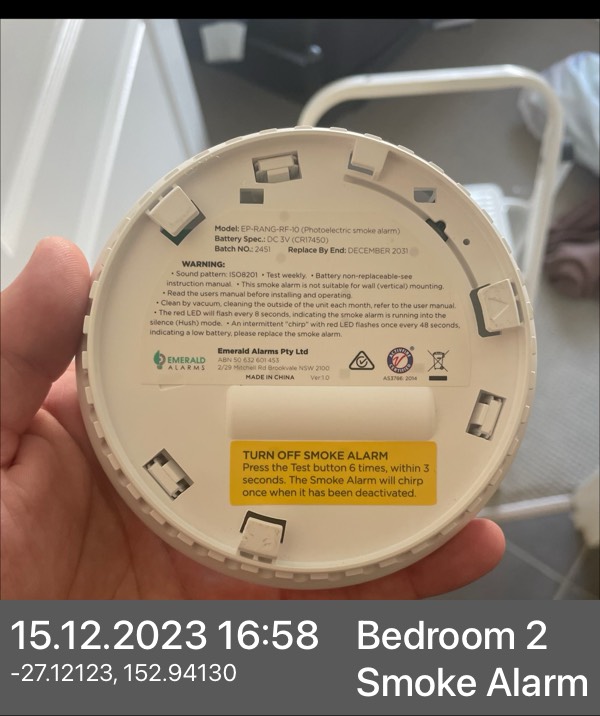 Model: EP-RANG-RF-10 (Photoelectric smoke alarm)
Battery Spec.: DC 3V (CR17450)
Batch NO.: 2451 Replace By End: DECEMBER 2031
WARNING:
• Sound pattern: ISO8201 • Test weekly. • Battery non-replaceable-see
instruction manual. • This smoke alarm is not suitable for wall (vertical) mounting.
• Read the users manual before installing and operating.
• Clean by vacuum, cleaning the outside of the unit each month, refer to the user manual.
• The red LED will flash every 8 seconds, indicating the smoke alarm is running into the
silence (Hush) mode. • An intermittent "chirp" with red LED flashes once every 48 seconds,
indicating a low battery, please replace the smoke alarm.
EMERALD
ALARMS
Emerald Alarms Pty Ltd
ABN 50 632 601 453
2/29 Mitchell Rd Brookvale NSW 2100
MADE IN CHINA Ver:1.0
AS3786: 2014
TURN OFF SMOKE ALARM
Press the Test button 6 times, within 3
seconds. The Smoke Alarm will chirp
once when it has been deactivated.
15.12.2023 16:58
-27.12123, 152.94130
Bedroom 2
Smoke Alarm